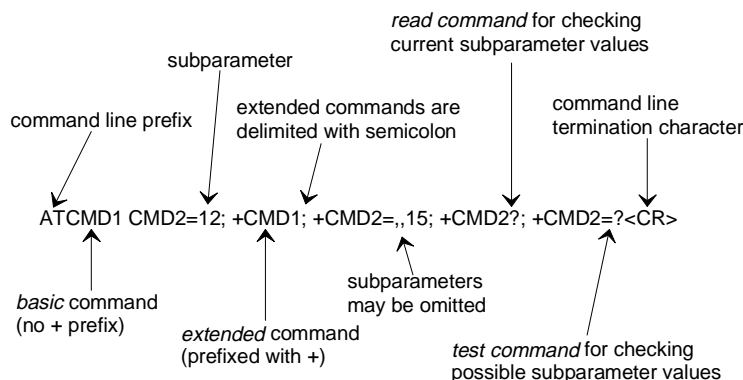 read command for checking
current subparameter values
subparameter
extended commands are
delimited with semicolon
command line
termination character
command line prefix
ATCMD1 CMD2=12; +CMD1; +CMD2=,,15; +CMD2?; +CMD2=?<CR>
subparameters
may be omitted
basic command
(no + prefix)
extended command
(prefixed with +)
test command for checking
possible subparameter values